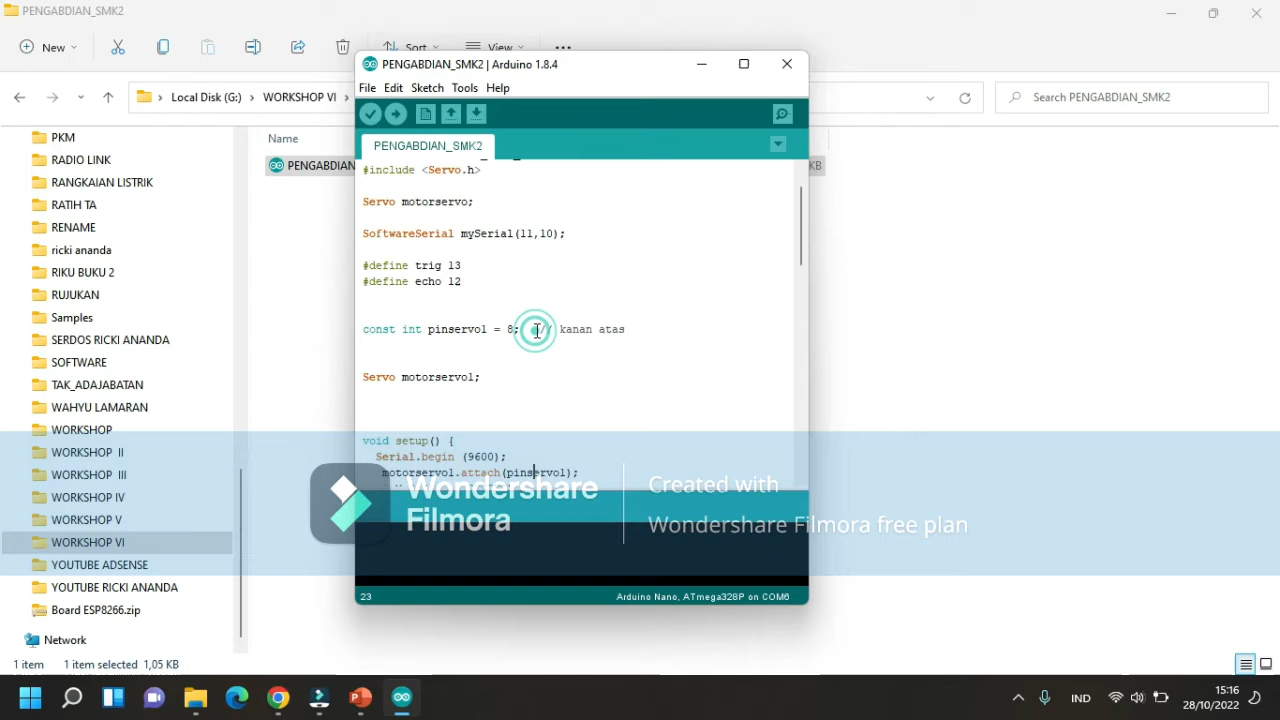 PENGABDIAN_SMK2
New
Sort
View
Local Disk (G:)
WORKSHOP VI
Search PENGABDIAN_SMK2
PENGABDIAN_SMK2 | Arduino 1.8.4
File Edit Sketch Tools Help
PENGABDIAN_SMK2
Name
PENGABDIAN
KB
PKM
RADIO LINK
RANGKAIAN LISTRIK
RATIH TA
RENAME
ricki ananda
RIKU BUKU 2
RUJUKAN
Samples
SERDOS RICKI ANANDA
SOFTWARE
TAK_ADAJABATAN
WAHYU LAMARAN
WORKSHOP
WORKSHOP II
WORKSHOP III
WORKSHOP IV
WORKSHOP V
WORKSHOP VI
YOUTUBE ADSENSE
YOUTUBE RICKI ANANDA
Board ESP8266.zip
Network
#include <Servo.h>
Servo motorservo;
SoftwareSerial mySerial(11,10);
#define trig 13
#define echo 12
const int pinservo1 = 8; // kanan atas
Servo motorservo1;
void setup() {
Serial.begin (9600);
motorservo1.attach(pinservo1);
Wondershare
Filmora
Created with
Wondershare Filmora free plan
23
Arduino Nano, ATmega328P on COM6
1 item
1 item selected 1,05 KB
IND
15:16
28/10/2022